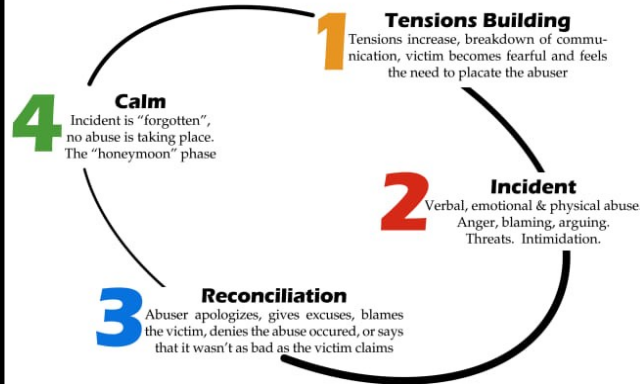 1
Tensions Building
Tensions increase, breakdown of commu-
nication, victim becomes fearful and feels
the need to placate the abuser
2
Incident
Verbal, emotional & physical abuse.
Anger, blaming, arguing.
Threats. Intimidation.
3
Reconciliation
Abuser apologizes, gives excuses, blames
the victim, denies the abuse occured, or says
that it wasn't as bad as the victim claims
4
Calm
Incident is “forgotten”,
no abuse is taking place.
The “honeymoon” phase